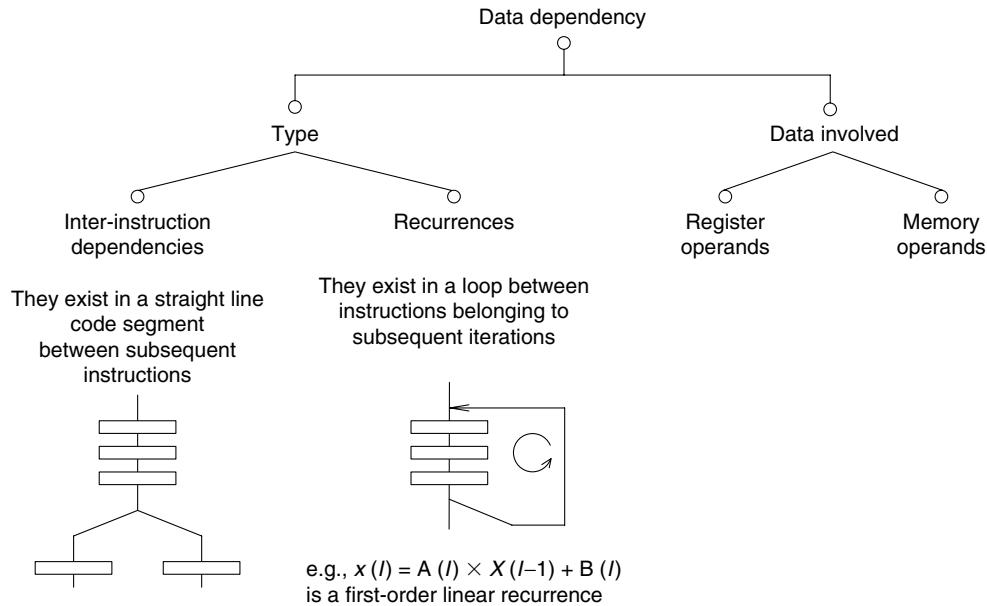 Data dependency
Type
Data involved
Inter-instruction
dependencies
Recurrences
Register
operands
Memory
operands
They exist in a straight line
code segment
between subsequent
instructions
They exist in a loop between
instructions belonging to
subsequent iterations
e.g., x (I) = A (I) × X (I–1) + B (I)
is a first-order linear recurrence